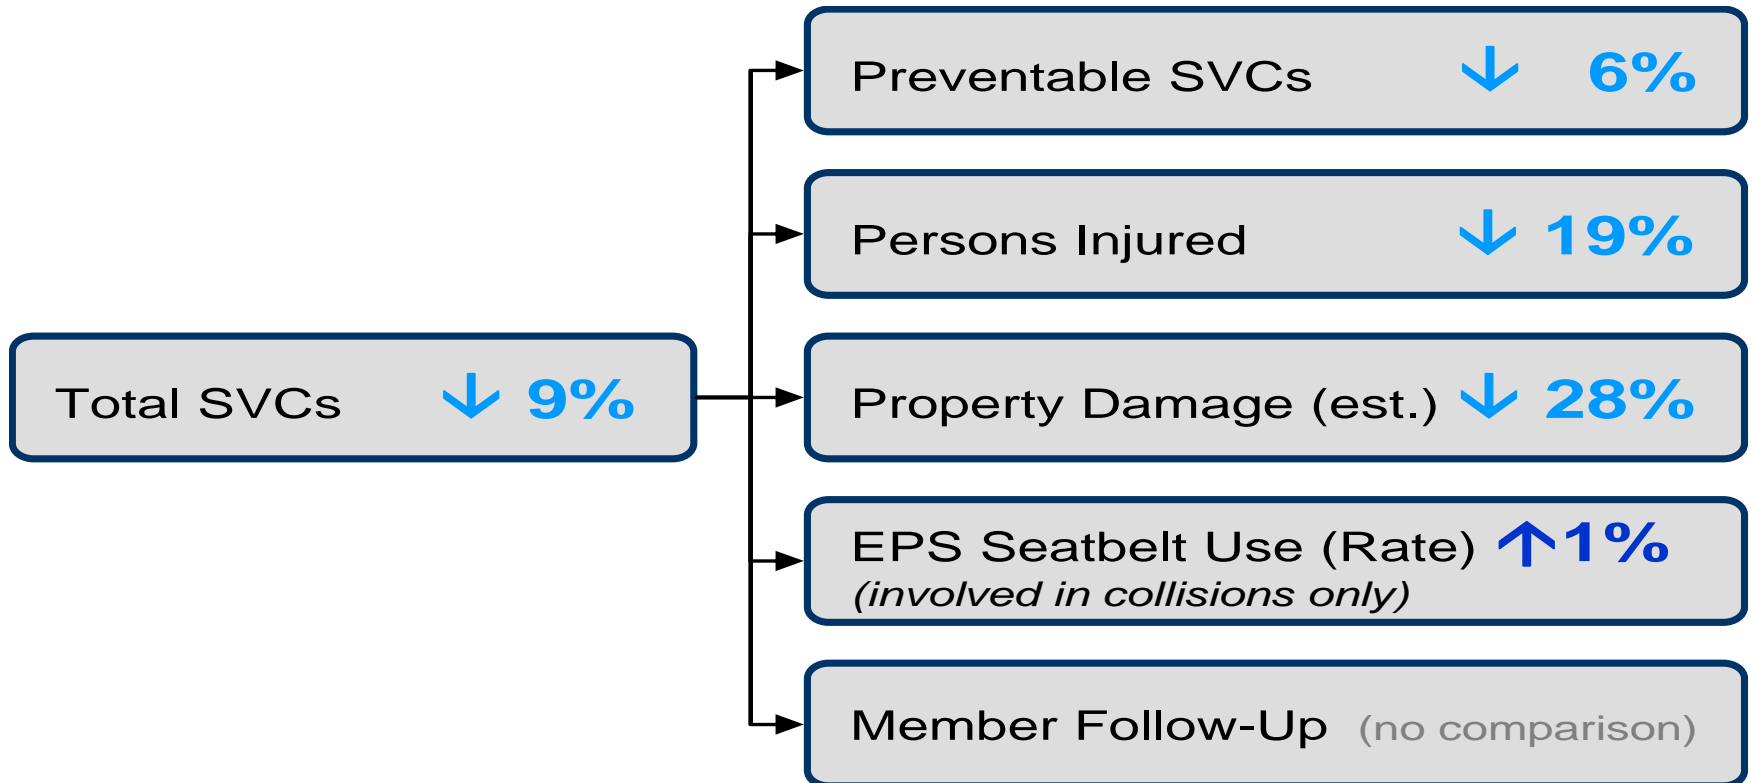 Preventable SVCs ↓ 6%
Persons Injured ↓ 19%
Total SVCs ↓ 9%
Property Damage (est.) ↓ 28%
EPS Seatbelt Use (Rate) ↑1%
(involved in collisions only)
Member Follow-Up (no comparison)